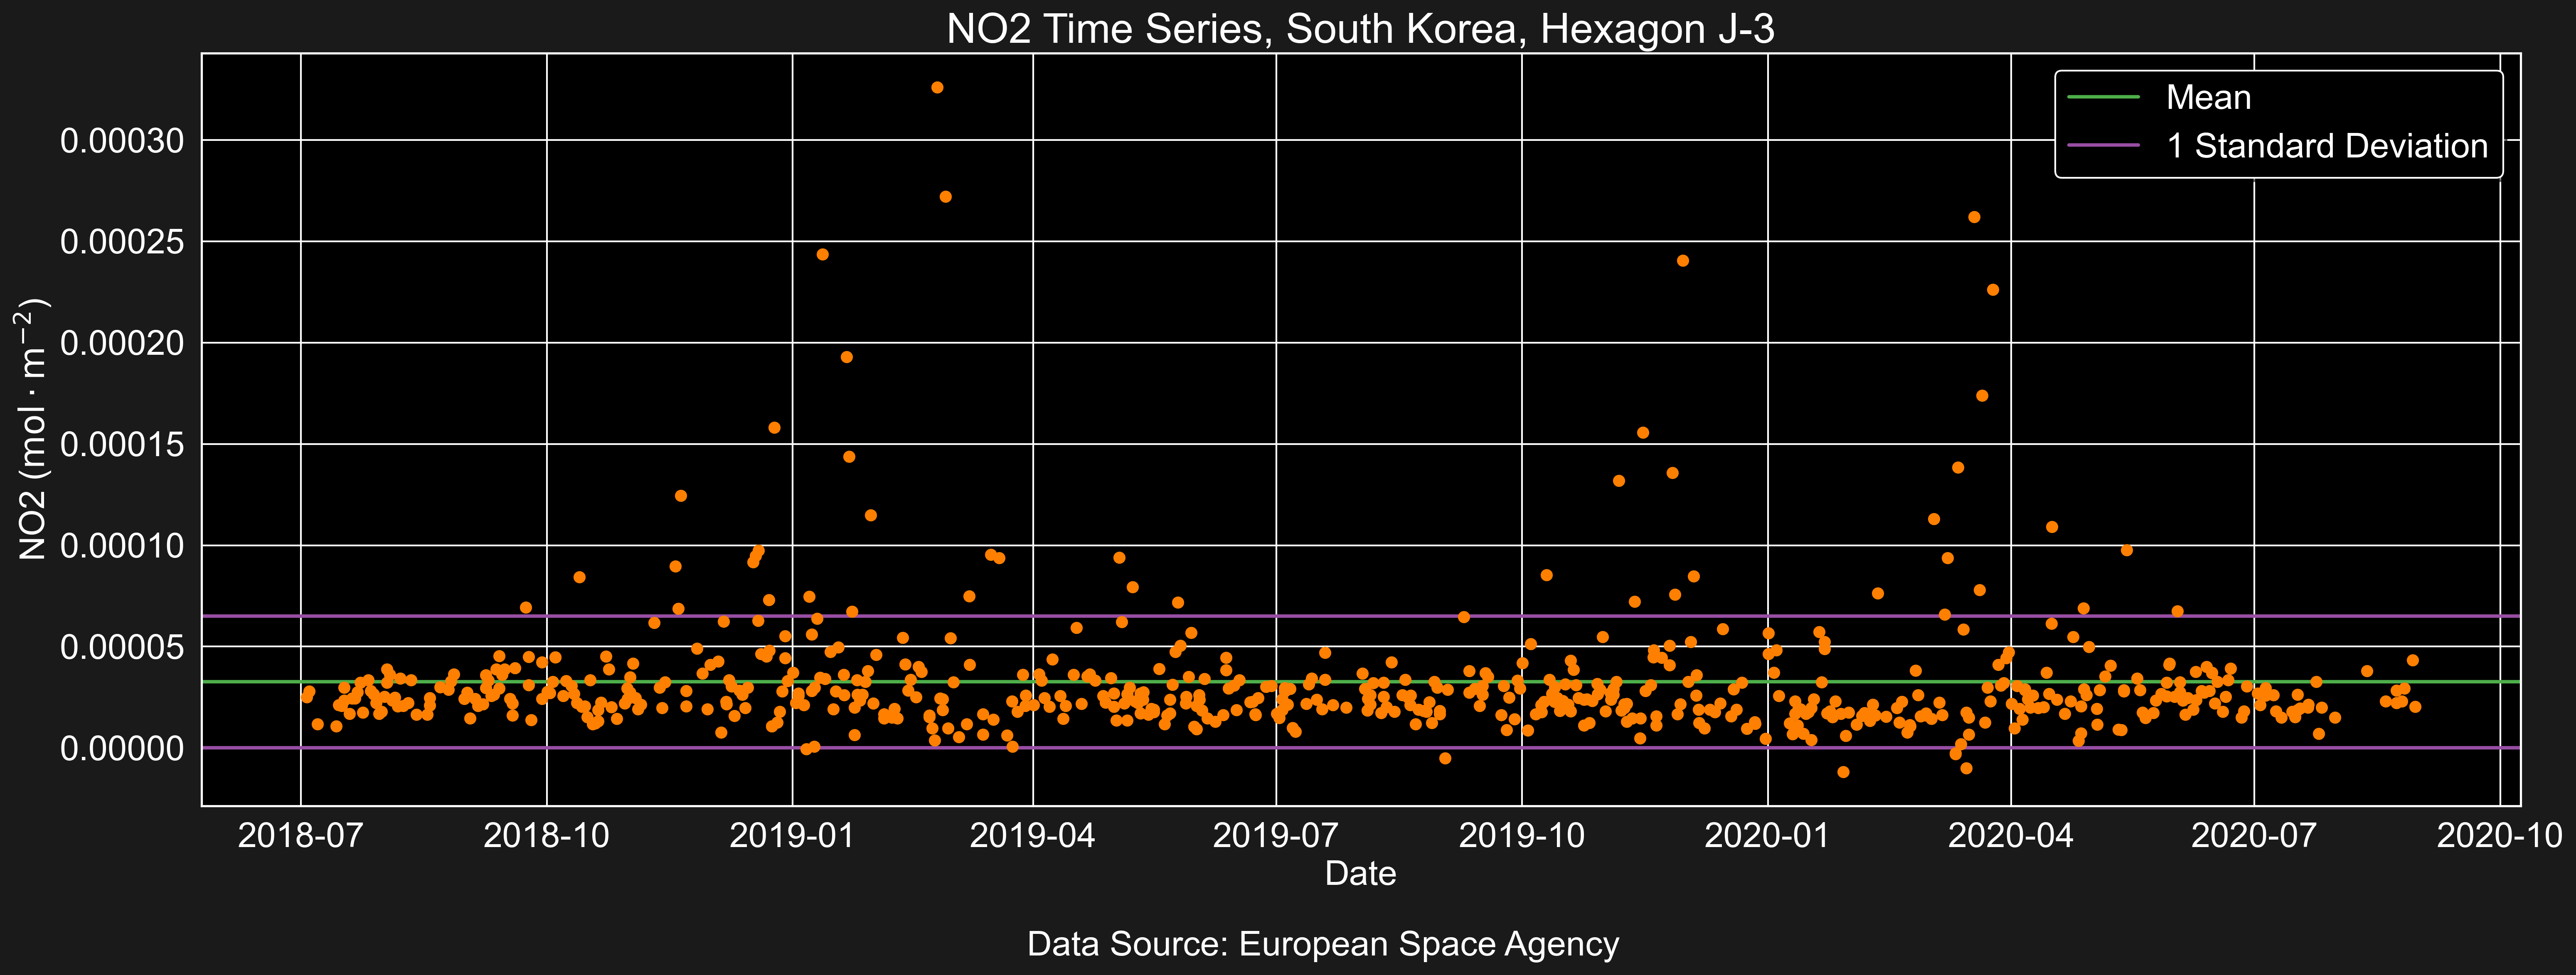 NO2 Time Series, South Korea, Hexagon J-3
Mean
1 Standard Deviation
NO2 (mol · m⁻²)
0.00030
0.00025
0.00020
0.00015
0.00010
0.00005
0.00000
2018-07 2018-10 2019-01 2019-04 2019-07 2019-10 2020-01 2020-04 2020-07 2020-10
Date
Data Source: European Space Agency